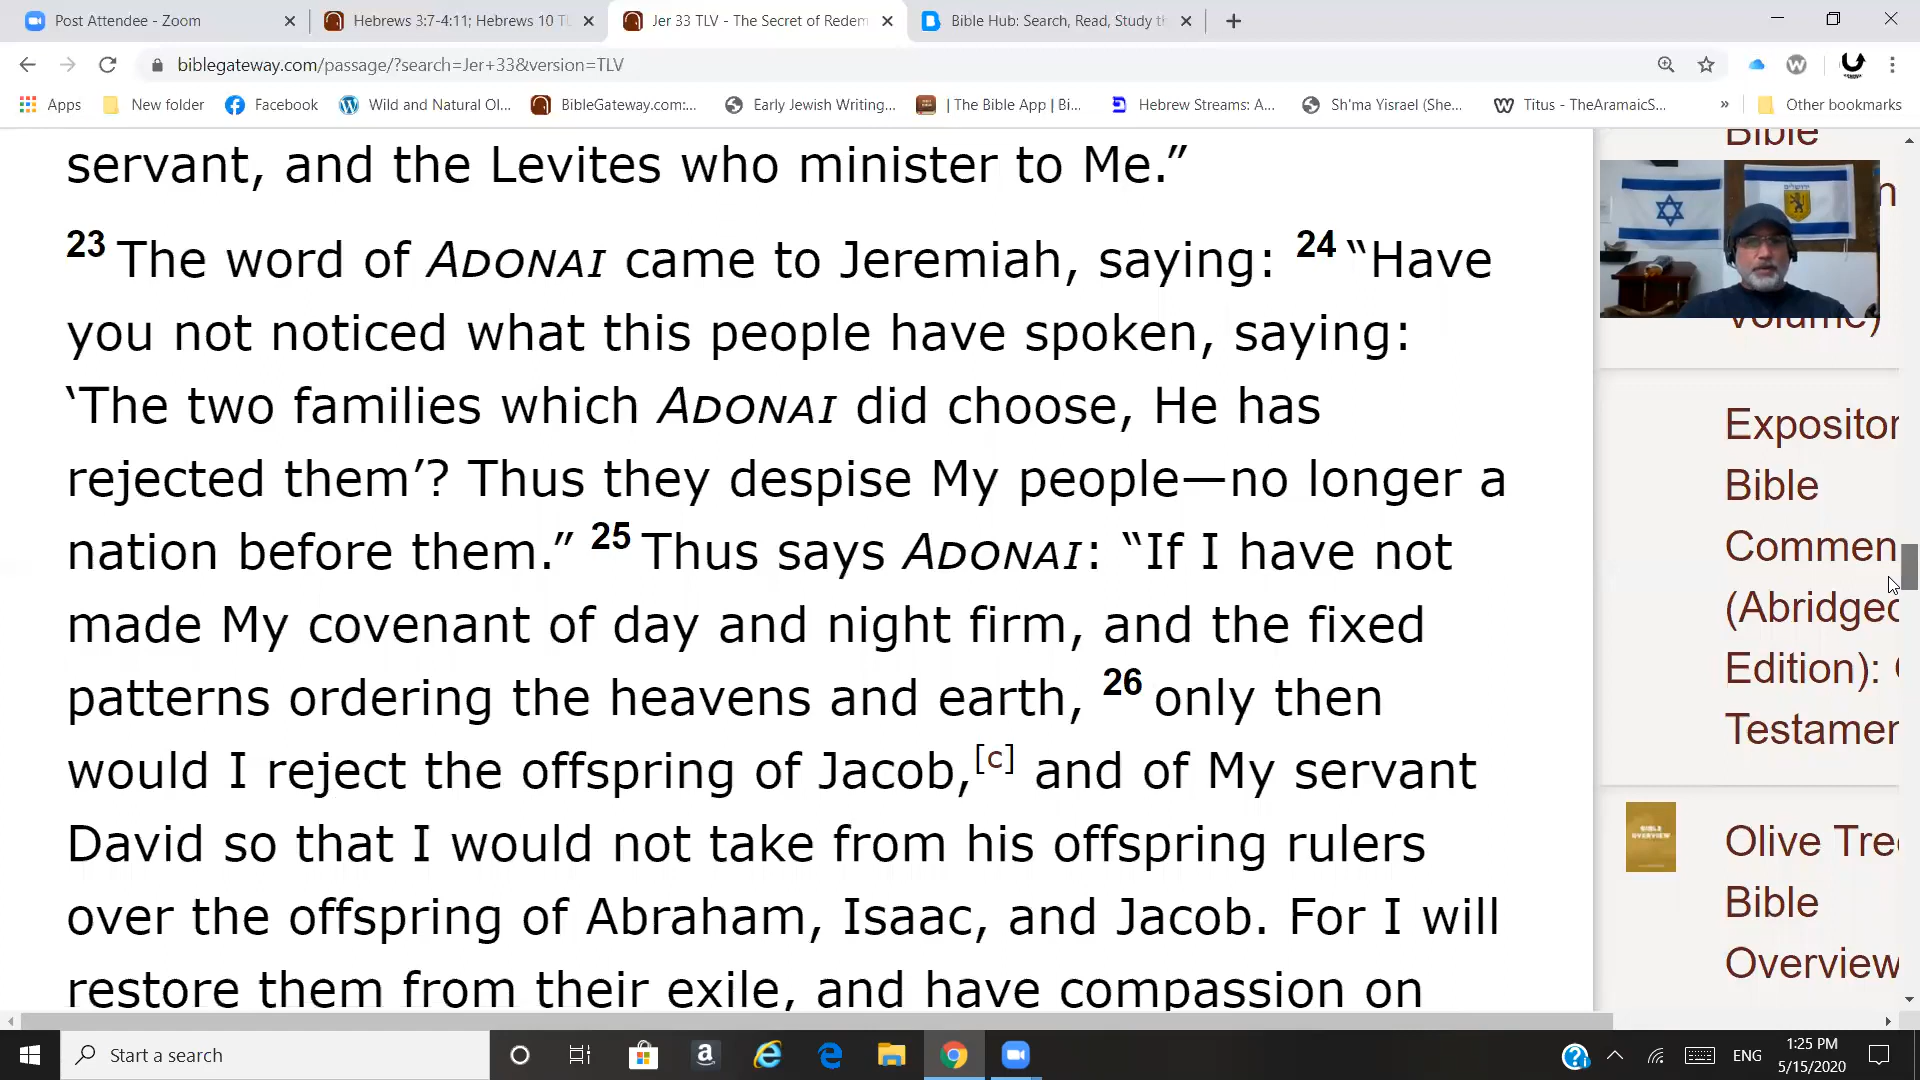 Post Attendee - Zoom
Hebrews 3:7-4:11; Hebrews 10 TL
Jer 33 TLV - The Secret of Redem
Bible Hub: Search, Read, Study th
biblegateway.com/passage/?search=Jer+33&version=TLV
Apps
New folder
Facebook
Wild and Natural Ol...
BibleGateway.com:...
Early Jewish Writing...
| The Bible App | Bi...
Hebrew Streams: A...
Sh'ma Yisrael (She...
Titus - TheAramaicS...
»
Other bookmarks
servant, and the Levites who minister to Me.”
23 The word of ADONAI came to Jeremiah, saying: 24 “Have
you not noticed what this people have spoken, saying:
‘The two families which ADONAI did choose, He has
rejected them’? Thus they despise My people—no longer a
nation before them.” 25 Thus says ADONAI: “If I have not
made My covenant of day and night firm, and the fixed
patterns ordering the heavens and earth, 26 only then
would I reject the offspring of Jacob,[c] and of My servant
David so that I would not take from his offspring rulers
over the offspring of Abraham, Isaac, and Jacob. For I will
restore them from their exile, and have compassion on
Bible
Volume)
Expositor
Bible
Commen
(Abridged
Edition):
Testamen
BIBLE
OVERVIEW
Olive Tree
Bible
Overview
Start a search
ENG
1:25 PM
5/15/2020